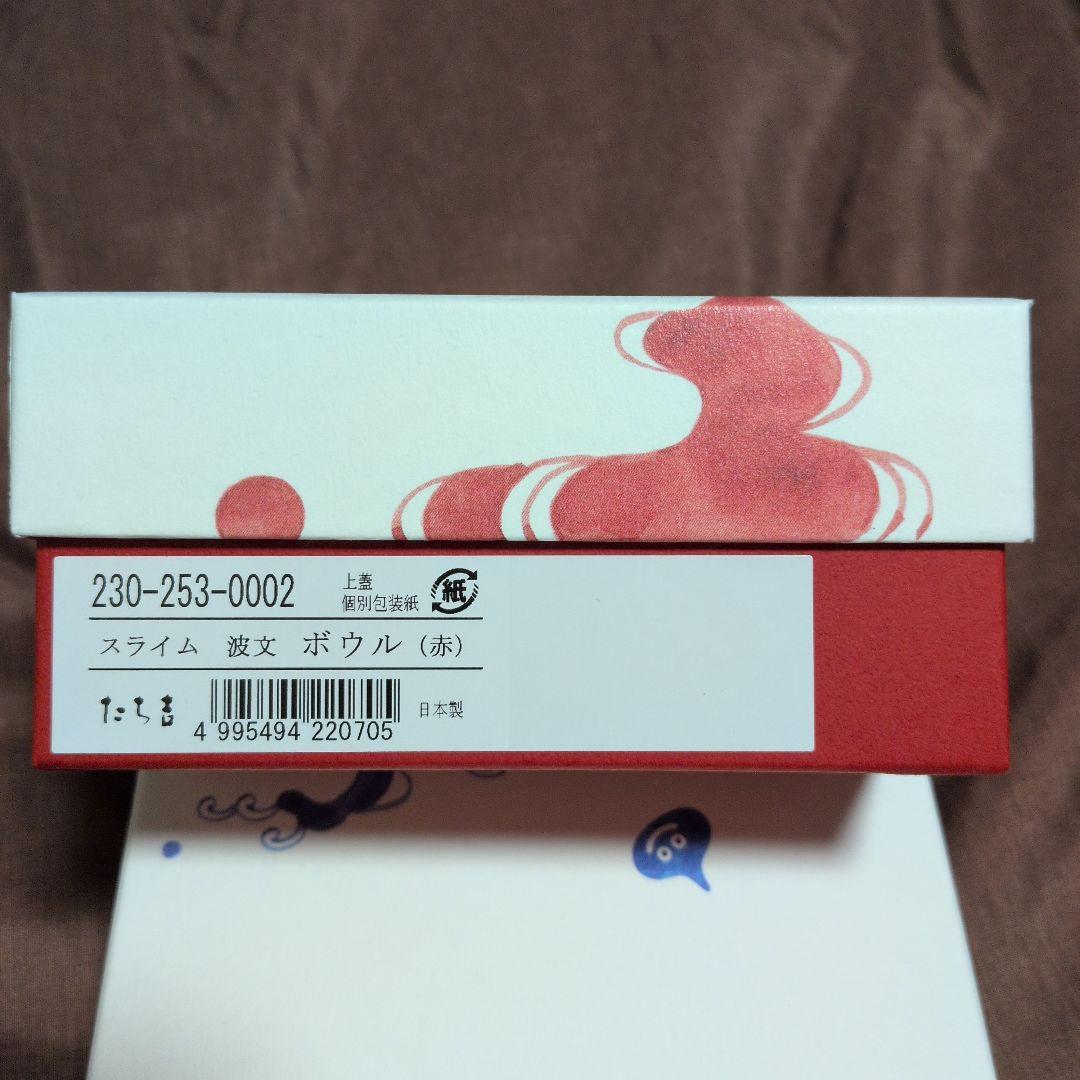 230-253-0002
上蓋
個別包装紙
紙
スライム 波文 ボウル (赤)
たち吉
4 995494 220705
日本製